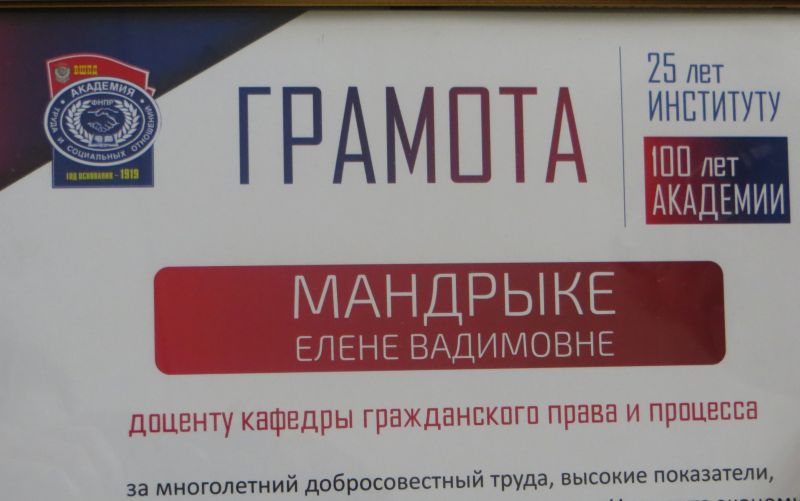 ВШПД
АКАДЕМИЯ
ФНПР
ТРУДА И СОЦИАЛЬНЫХ ОТНОШЕНИЙ
ГОД ОСНОВАНИЯ - 1919
ГРАМОТА
25 лет
ИНСТИТУТУ
100 лет
АКАДЕМИИ
МАНДРЫКЕ
ЕЛЕНЕ ВАДИМОВНЕ
доценту кафедры гражданского права и процесса
за многолетний добросовестный труда, высокие показатели,